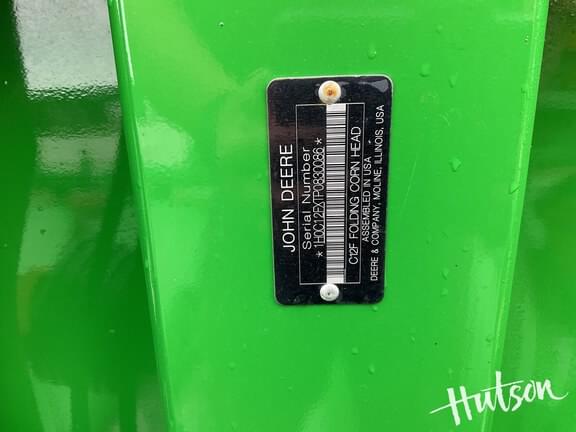 JOHN DEERE
Serial Number
*1H0C12FXTP0830086*
C12F FOLDING CORN HEAD
ASSEMBLED IN USA
DEERE & COMPANY, MOLINE, ILLINOIS, USA
Hutson